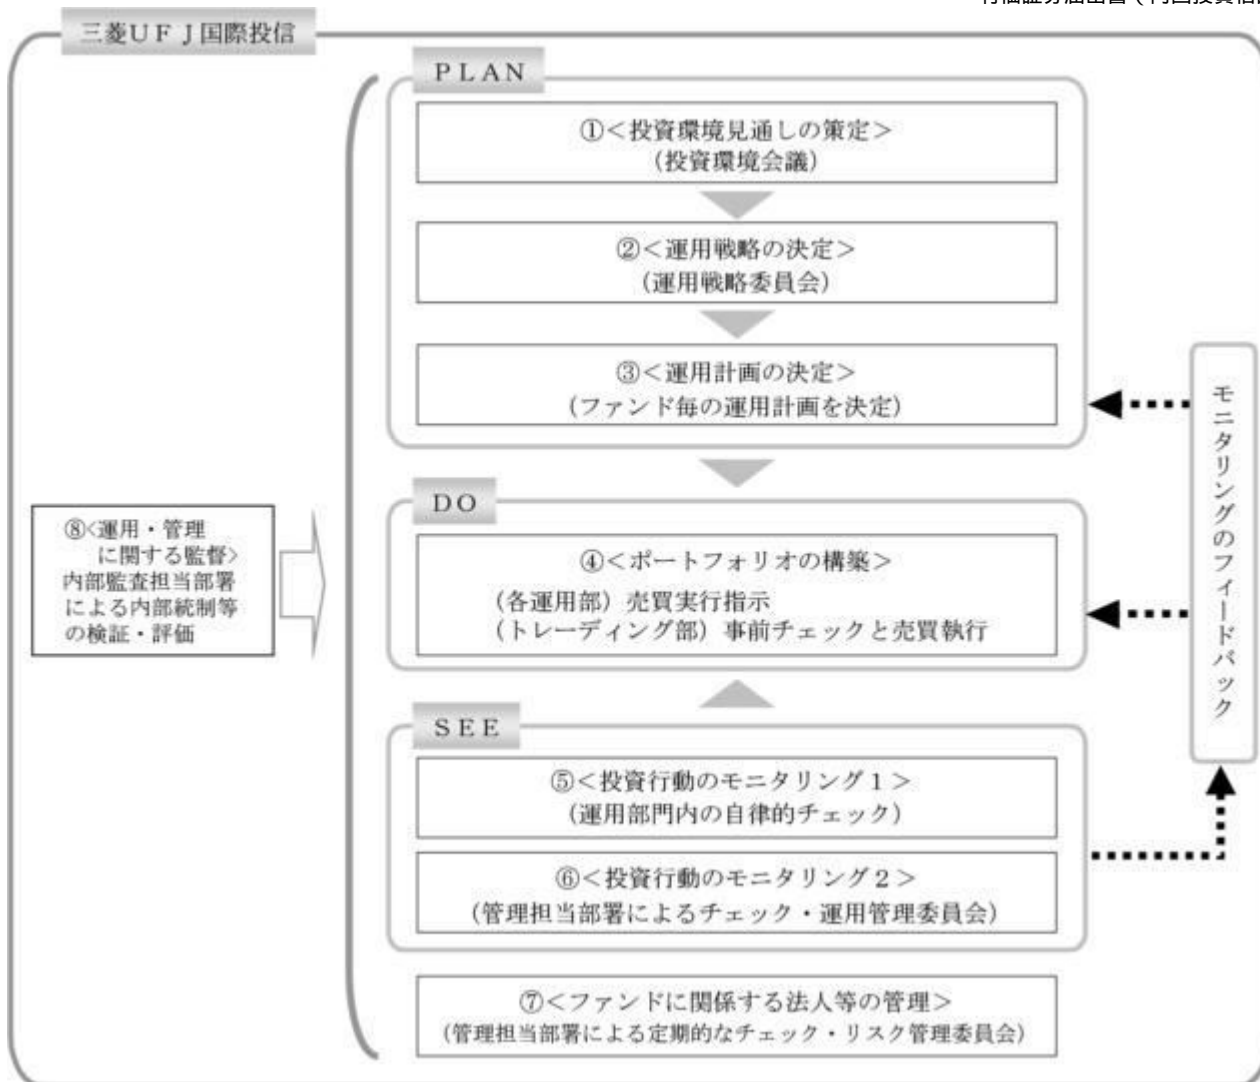 三菱UFJ国際投信
PLAN
①<投資環境見通しの策定>
(投資環境会議)
②<運用戦略の決定>
(運用戦略委員会)
③<運用計画の決定>
(ファンド毎の運用計画を決定)
DO
④<ポートフォリオの構築>
(各運用部)売買実行指示
(トレーディング部)事前チェックと売買執行
SEE
⑤<投資行動のモニタリング1>
(運用部門内の自律的チェック)
⑥<投資行動のモニタリング2>
(管理担当部署によるチェック・運用管理委員会)
⑦<ファンドに関係する法人等の管理>
(管理担当部署による定期的なチェック・リスク管理委員会)
⑧<運用・管理
に関する監督>
内部監査担当部署
による内部統制等
の検証・評価
モニタリングのフィードバック